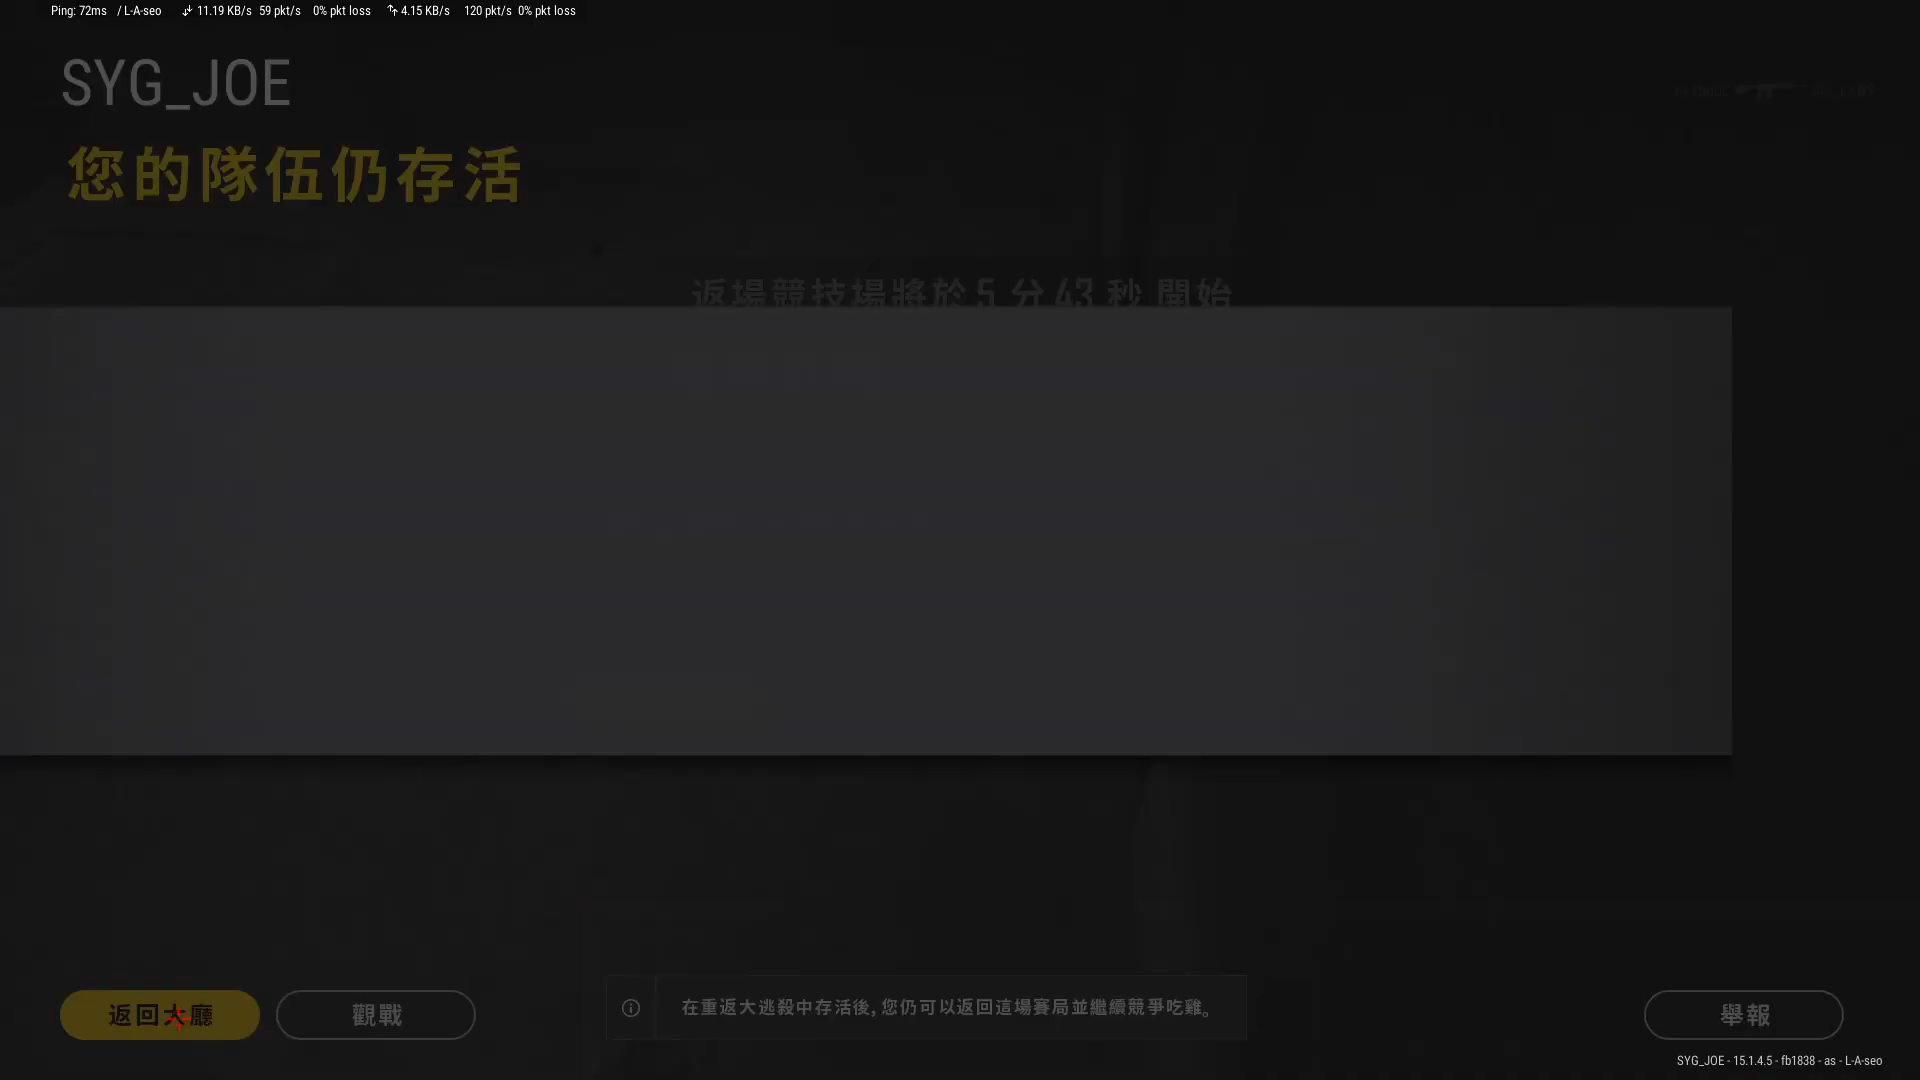 Ping: 72ms / L-A-seo 11.19 KB/s 59 pkt/s 0% pkt loss 4.15 KB/s 120 pkt/s 0% pkt loss
SYG_JOE
您的隊伍仍存活
返場競技場將於 5 分 43 秒 開始
返回大廳
觀戰
在重返大逃殺中存活後, 您仍可以返回這場賽局並繼續競爭吃雞。
舉報
SYG_JOE - 15.1.4.5 - fb1838 - as - L-A-seo